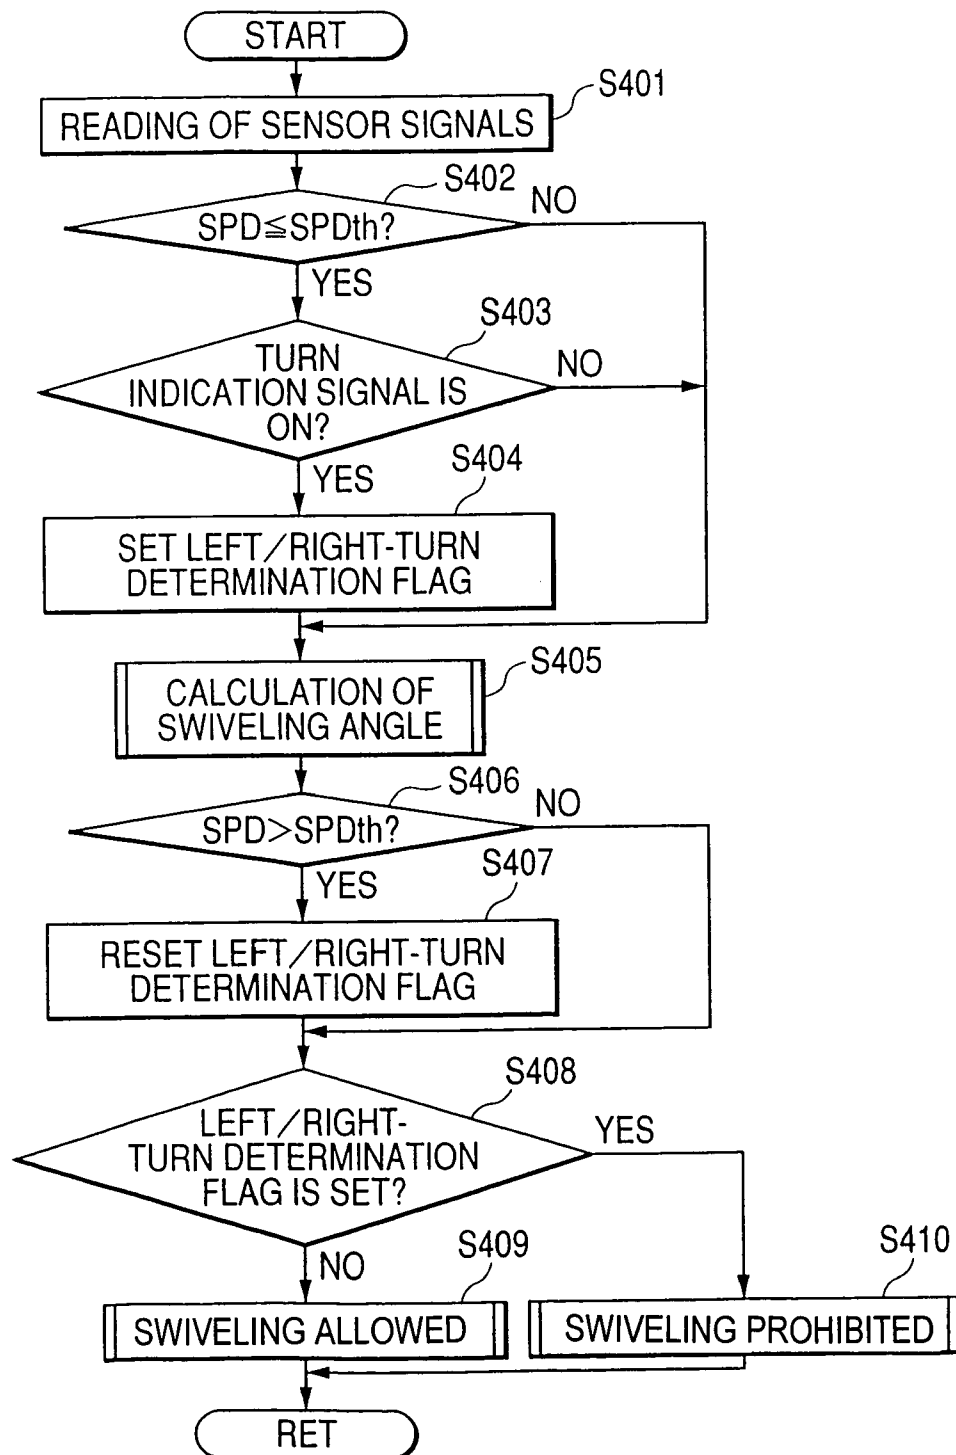 START
S401
READING OF SENSOR SIGNALS
S402
SPD≦SPDth?
NO
YES
S403
TURN
INDICATION SIGNAL IS
ON?
NO
YES
S404
SET LEFT/RIGHT-TURN
DETERMINATION FLAG
S405
CALCULATION OF
SWIVELING ANGLE
S406
SPD>SPDth?
NO
YES
S407
RESET LEFT/RIGHT-TURN
DETERMINATION FLAG
S408
LEFT/RIGHT-
TURN DETERMINATION
FLAG IS SET?
YES
NO
S409
SWIVELING ALLOWED
S410
SWIVELING PROHIBITED
RET